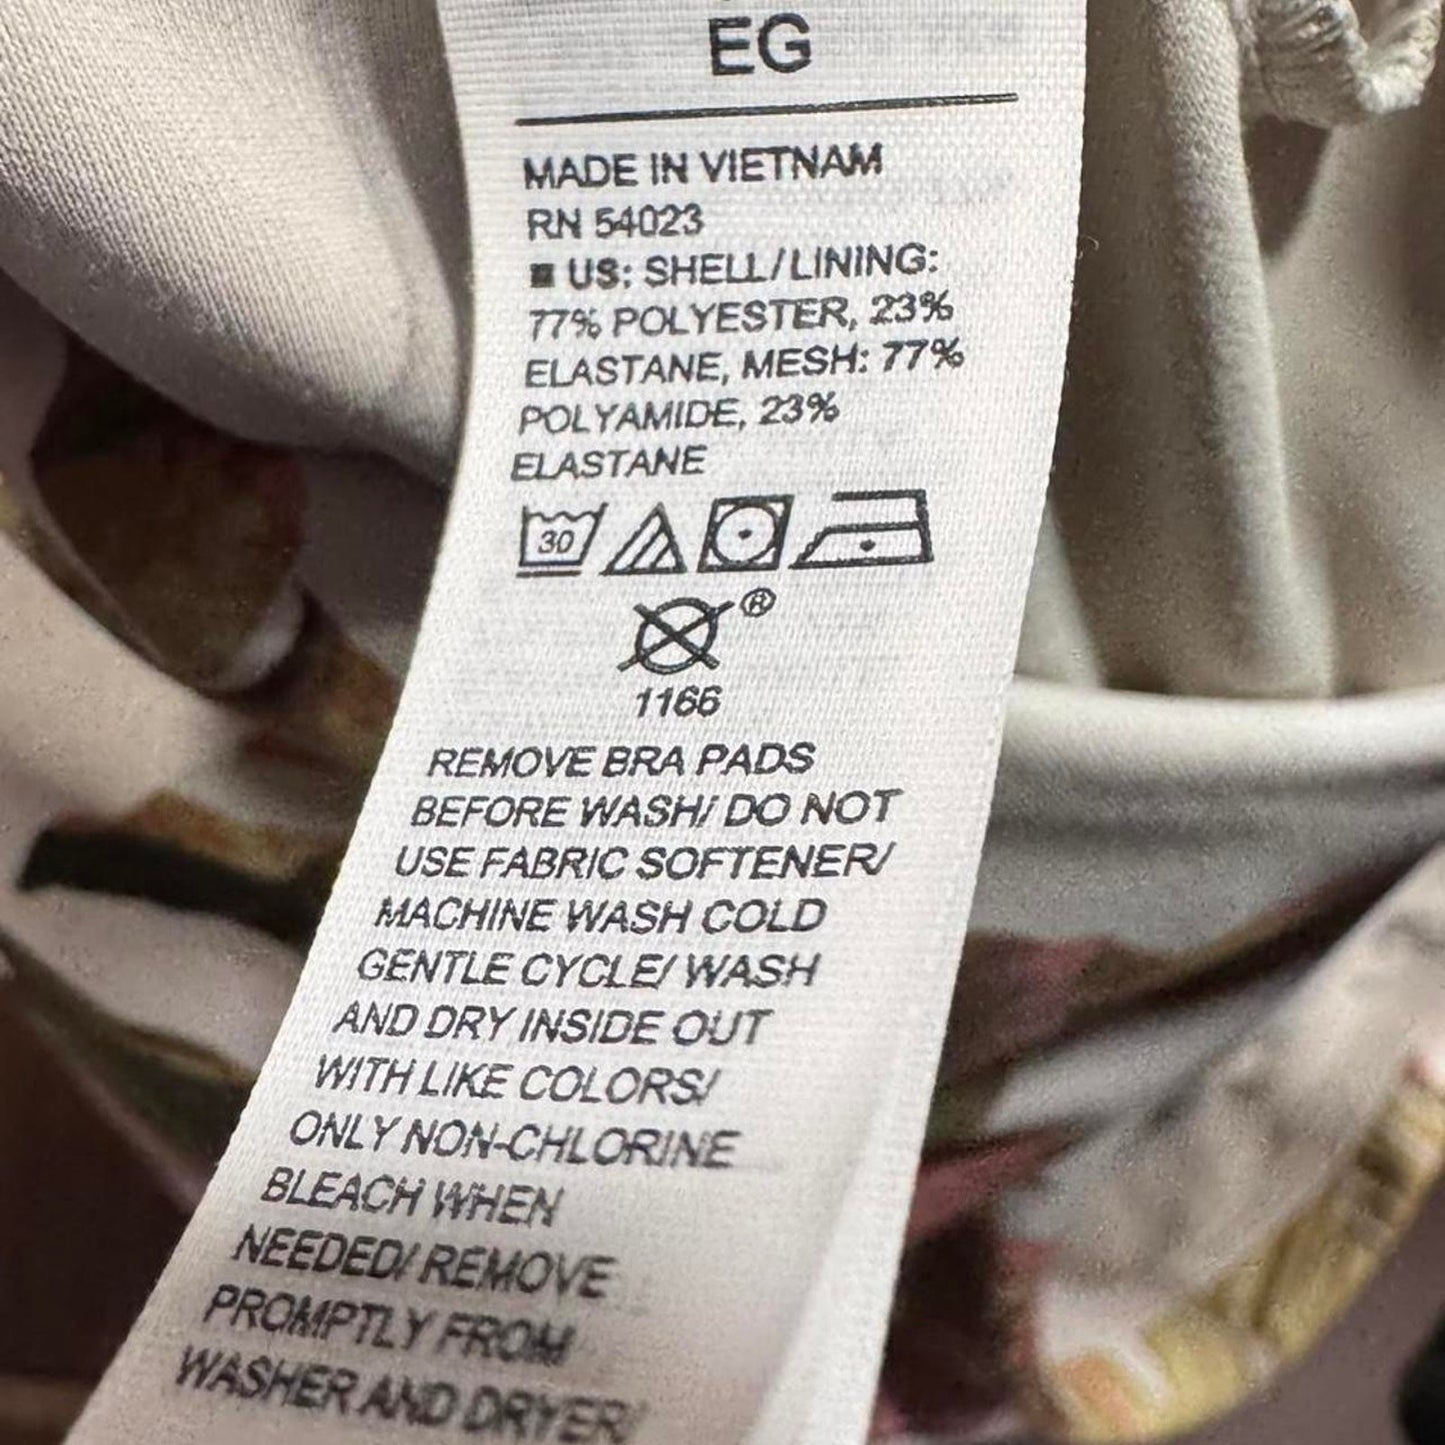 EG
MADE IN VIETNAM
RN 54023
■ US: SHELL/LINING:
77% POLYESTER, 23%
ELASTANE, MESH: 77%
POLYAMIDE, 23%
ELASTANE
30
®
1166
REMOVE BRA PADS
BEFORE WASH/ DO NOT
USE FABRIC SOFTENER/
MACHINE WASH COLD
GENTLE CYCLE/ WASH
AND DRY INSIDE OUT
WITH LIKE COLORS/
ONLY NON-CHLORINE
BLEACH WHEN
NEEDED/ REMOVE
PROMPTLY FROM
WASHER AND DRYER/